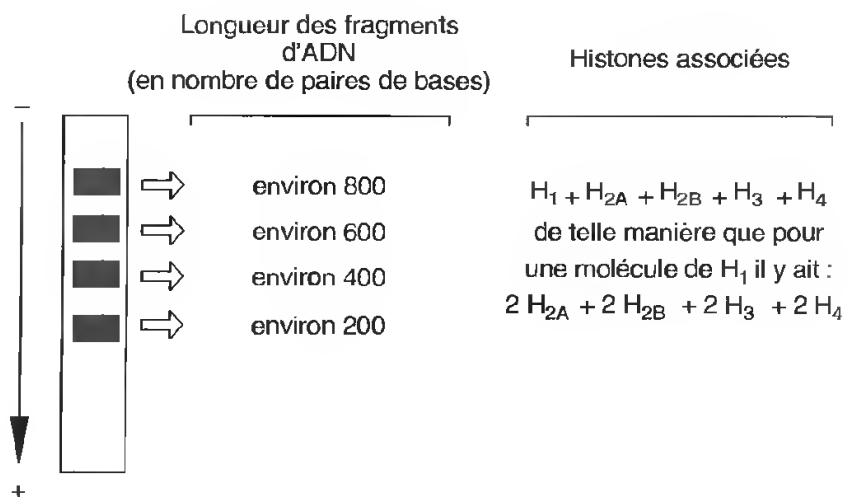 Longueur des fragments
d'ADN
(en nombre de paires de bases)
Histones associées
–
environ 800
environ 600
environ 400
environ 200
H1 + H2A + H2B + H3 + H4
de telle manière que pour
une molécule de H1 il y ait :
2 H2A + 2 H2B + 2 H3 + 2 H4
+